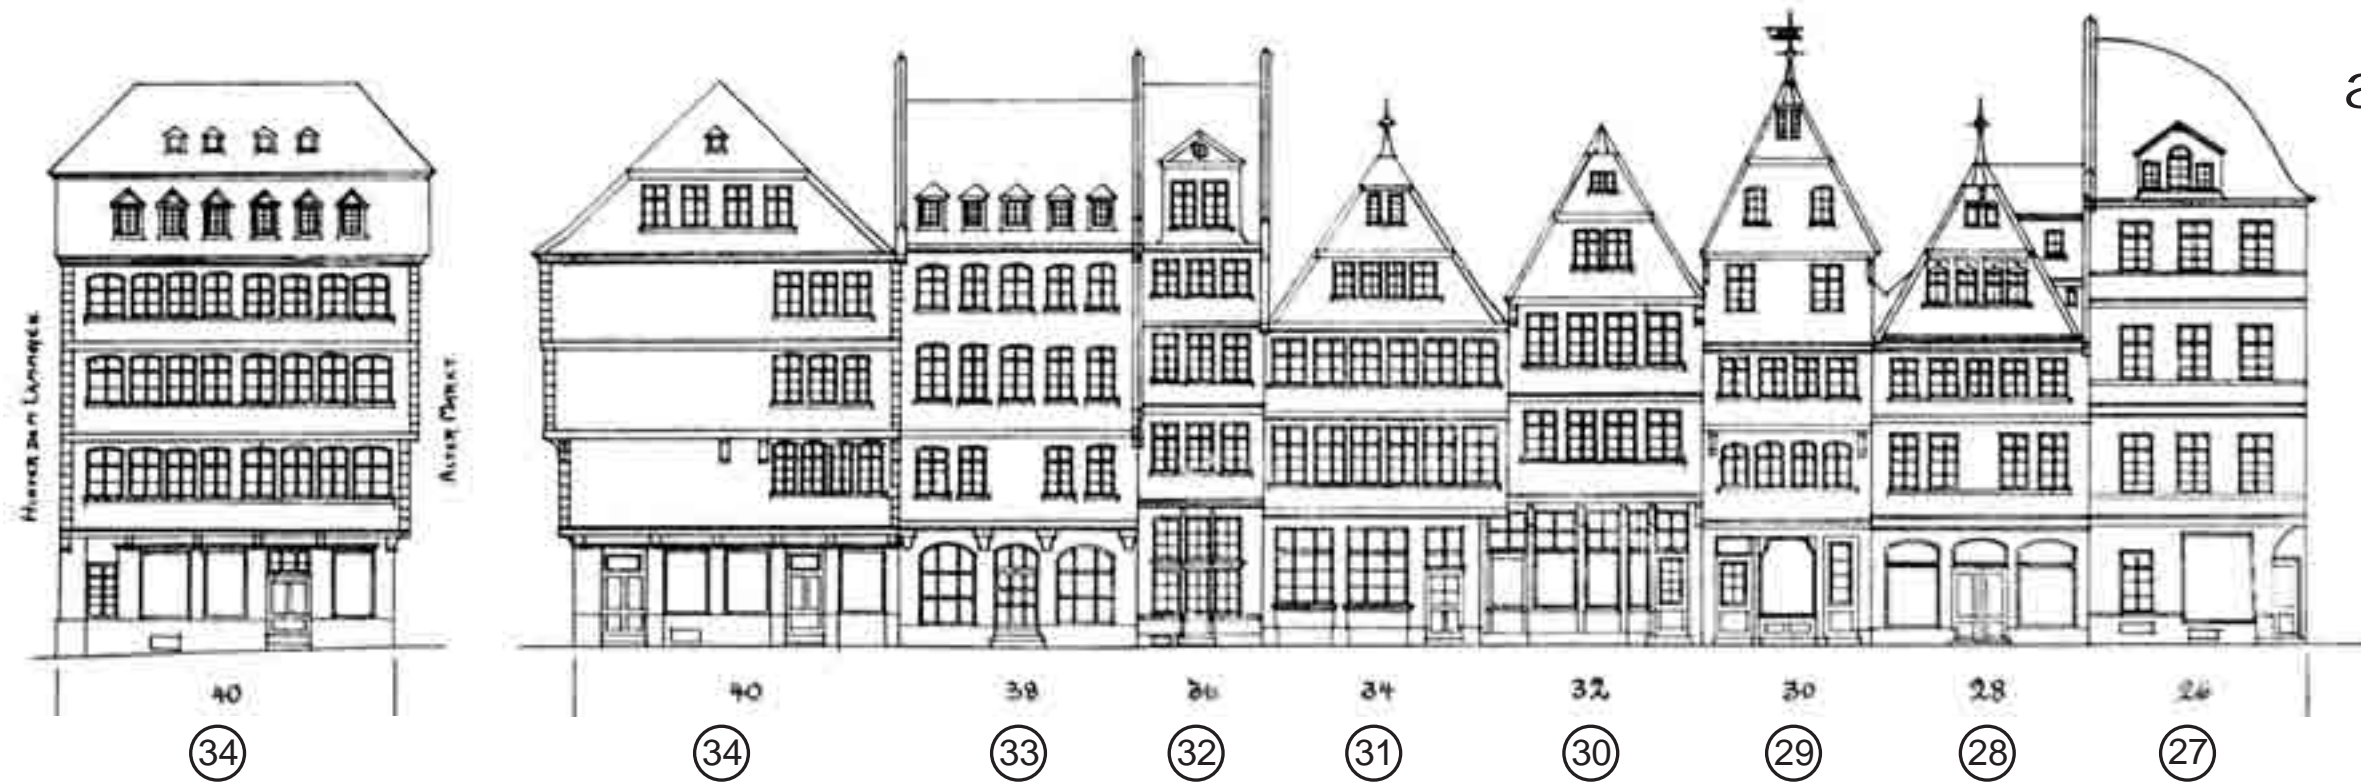 HINTER DEM LÄMMCHEN
ALTER MARKT.
a
40 40 38 36 34 32 30 28 26
34 34 33 32 31 30 29 28 27